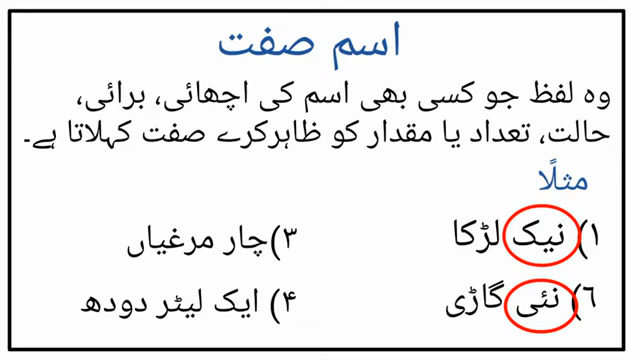 اسم صفت
وہ لفظ جو کسی بھی اسم کی اچھائی، برائی،
حالت، تعداد یا مقدار کو ظاہرکرے صفت کہلاتا ہے۔
مثلًا
۱) نیک لڑکا
۳)چار مرغیاں
٦) نئی گاڑی
۴) ایک لیٹر دودھ